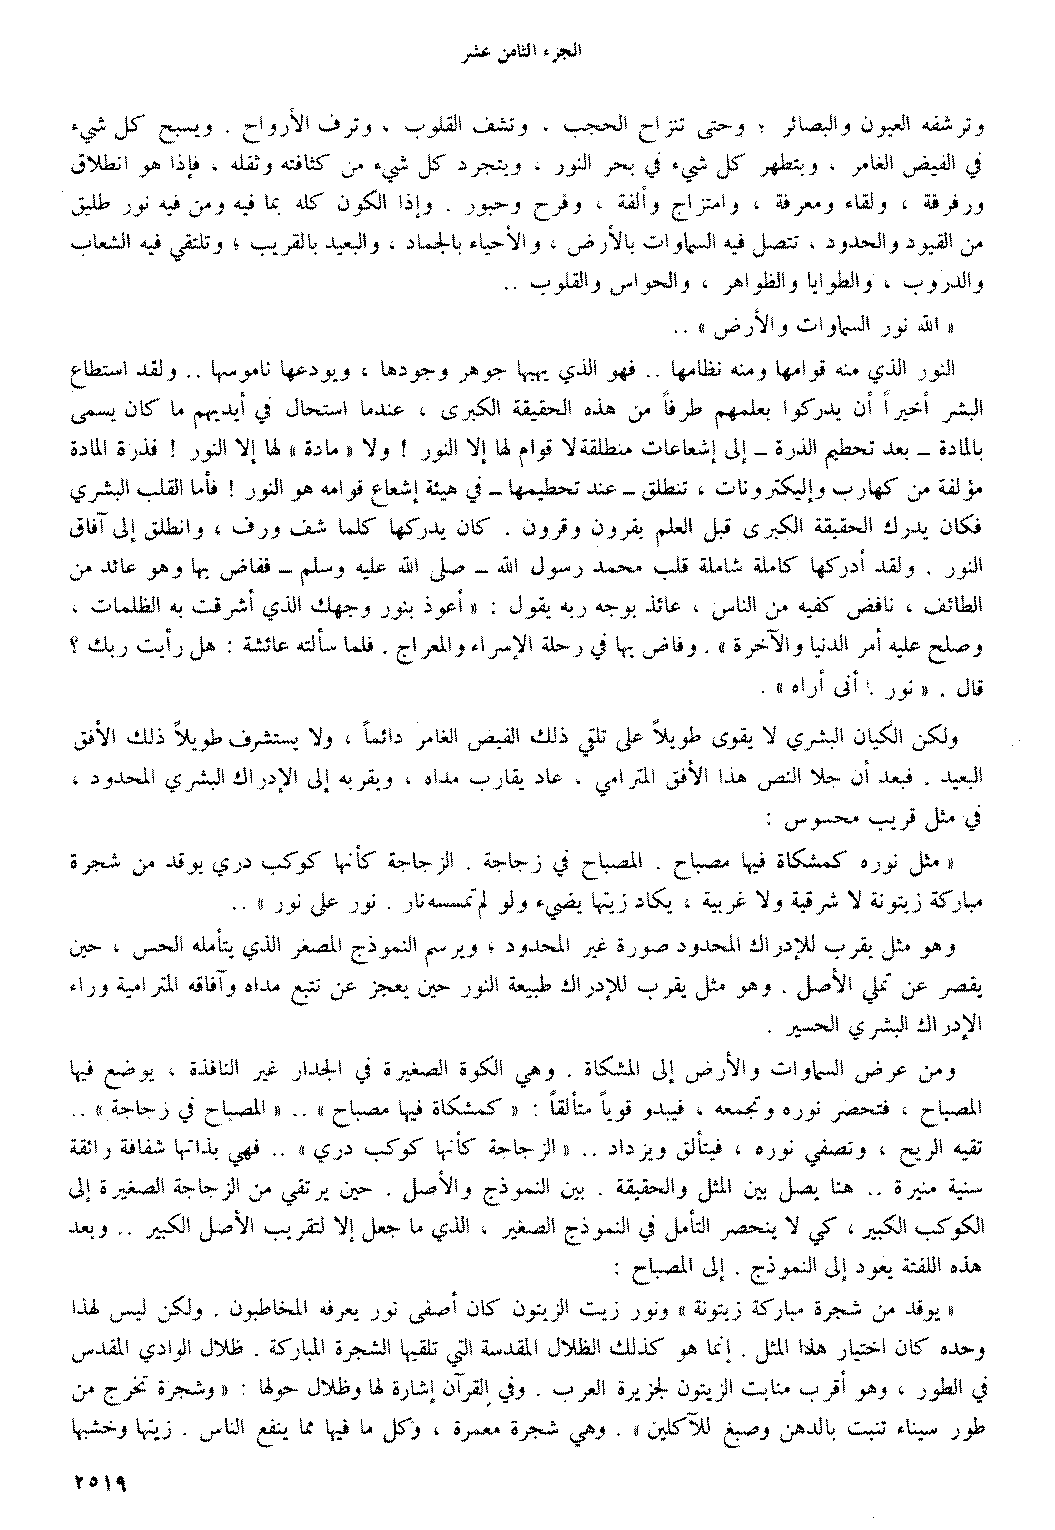 الجزء الثامن عشر
وترشفه العيون والبصائر ؛ وحتى تنزاح الحجب ، وتشف القلوب ، وترف الأرواح . ويسبح كل شيء
في الفيض الغامر ، ويتطهر كل شيء في بحر النور ، ويتجرد كل شيء من كثافته وثقله ، فإذا هو انطلاق
ورفرفة ، ولقاء ومعرفة ، وامتزاج وألفة ، وفرح وحبور . وإذا الكون كله بما فيه ومن فيه نور طليق
من القيود والحدود ، تتصل فيه السماوات بالأرض ، والأحياء بالجماد ، والبعيد بالقريب ؛ وتلتقي فيه الشعاب
والدروب ، والطوايا والظواهر ، والحواس والقلوب ..
« الله نور السماوات والأرض » ..
النور الذي منه قوامها ومنه نظامها .. فهو الذي يهبها جوهر وجودها ، ويودعها ناموسها .. ولقد استطاع
البشر أخيراً أن يدركوا بعلمهم طرفاً من هذه الحقيقة الكبرى ، عندما استحال في أيديهم ما كان يسمى
بالمادة – بعد تحطيم الذرة – إلى إشعاعات منطلقة لا قوام لها إلا النور ! ولا « مادة » لها إلا النور ! فذرة المادة
مؤلفة من كهارب وإليكترونات ، تنطلق – عند تحطيمها – في هيئة إشعاع قوامه هو النور ! فأما القلب البشري
فكان يدرك الحقيقة الكبرى قبل العلم بقرون وقرون . كان يدركها كلما شف ورف ، وانطلق إلى آفاق
النور . ولقد أدركها كاملة شاملة قلب محمد رسول الله – صلى الله عليه وسلم – ففاض بها وهو عائد من
الطائف ، نافض كفيه من الناس ، عائذ بوجه ربه يقول : « أعوذ بنور وجهك الذي أشرقت به الظلمات ،
وصلح عليه أمر الدنيا والآخرة » . وفاض بها في رحلة الإسراء والمعراج . فلما سألته عائشة : هل رأيت ربك ؟
قال . « نور . أنى أراه » .
ولكن الكيان البشري لا يقوى طويلاً على تلقي ذلك الفيض الغامر دائماً ، ولا يستشرف طويلاً ذلك الأفق
البعيد . فبعد أن جلا النص هذا الأفق المترامي ، عاد يقارب مداه ، ويقربه إلى الإدراك البشري المحدود ،
في مثل قريب محسوس :
« مثل نوره كمشكاة فيها مصباح . المصباح في زجاجة . الزجاجة كأنها كوكب دري يوقد من شجرة
مباركة زيتونة لا شرقية ولا غربية ، يكاد زيتها يضيء ولو لم تمسسه نار . نور على نور » ..
وهو مثل يقرب للإدراك المحدود صورة غير المحدود ؛ ويرسم النموذج المصغر الذي يتأمله الحس ، حين
يقصر عن تملي الأصل . وهو مثل يقرب للإدراك طبيعة النور حين يعجز عن تتبع مداه وآفاقه المترامية وراء
الإدراك البشري الحسير .
ومن عرض السماوات والأرض إلى المشكاة . وهي الكوة الصغيرة في الجدار غير النافذة ، يوضع فيها
المصباح ، فتحصر نوره وتجمعه ، فيبدو قوياً متألقاً : « كمشكاة فيها مصباح » .. « المصباح في زجاجة » ..
تقيه الريح ، وتصفي نوره ، فيتألق ويزداد .. « الزجاجة كأنها كوكب دري » .. فهي بذاتها شفافة رائقة
سنية منيرة .. هنا يصل بين المثل والحقيقة . بين النموذج والأصل . حين يرتقي من الزجاجة الصغيرة إلى
الكوكب الكبير ، كي لا ينحصر التأمل في النموذج الصغير ، الذي ما جعل إلا لتقريب الأصل الكبير .. وبعد
هذه اللفتة يعود إلى النموذج . إلى المصباح :
« يوقد من شجرة مباركة زيتونة » ونور زيت الزيتون كان أصفى نور يعرفه المخاطبون . ولكن ليس لهذا
وحده كان اختيار هذا المثل . إنما هو كذلك الظلال المقدسة التي تلقيها الشجرة المباركة . ظلال الوادي المقدس
في الطور ، وهو أقرب منابت الزيتون لجزيرة العرب . وفي القرآن إشارة لها وظلال حولها : « وشجرة تخرج من
طور سيناء تنبت بالدهن وصبغ للآكلين » . وهي شجرة معمرة ، وكل ما فيها مما ينفع الناس . زيتها وخشبها
٢٥١٩